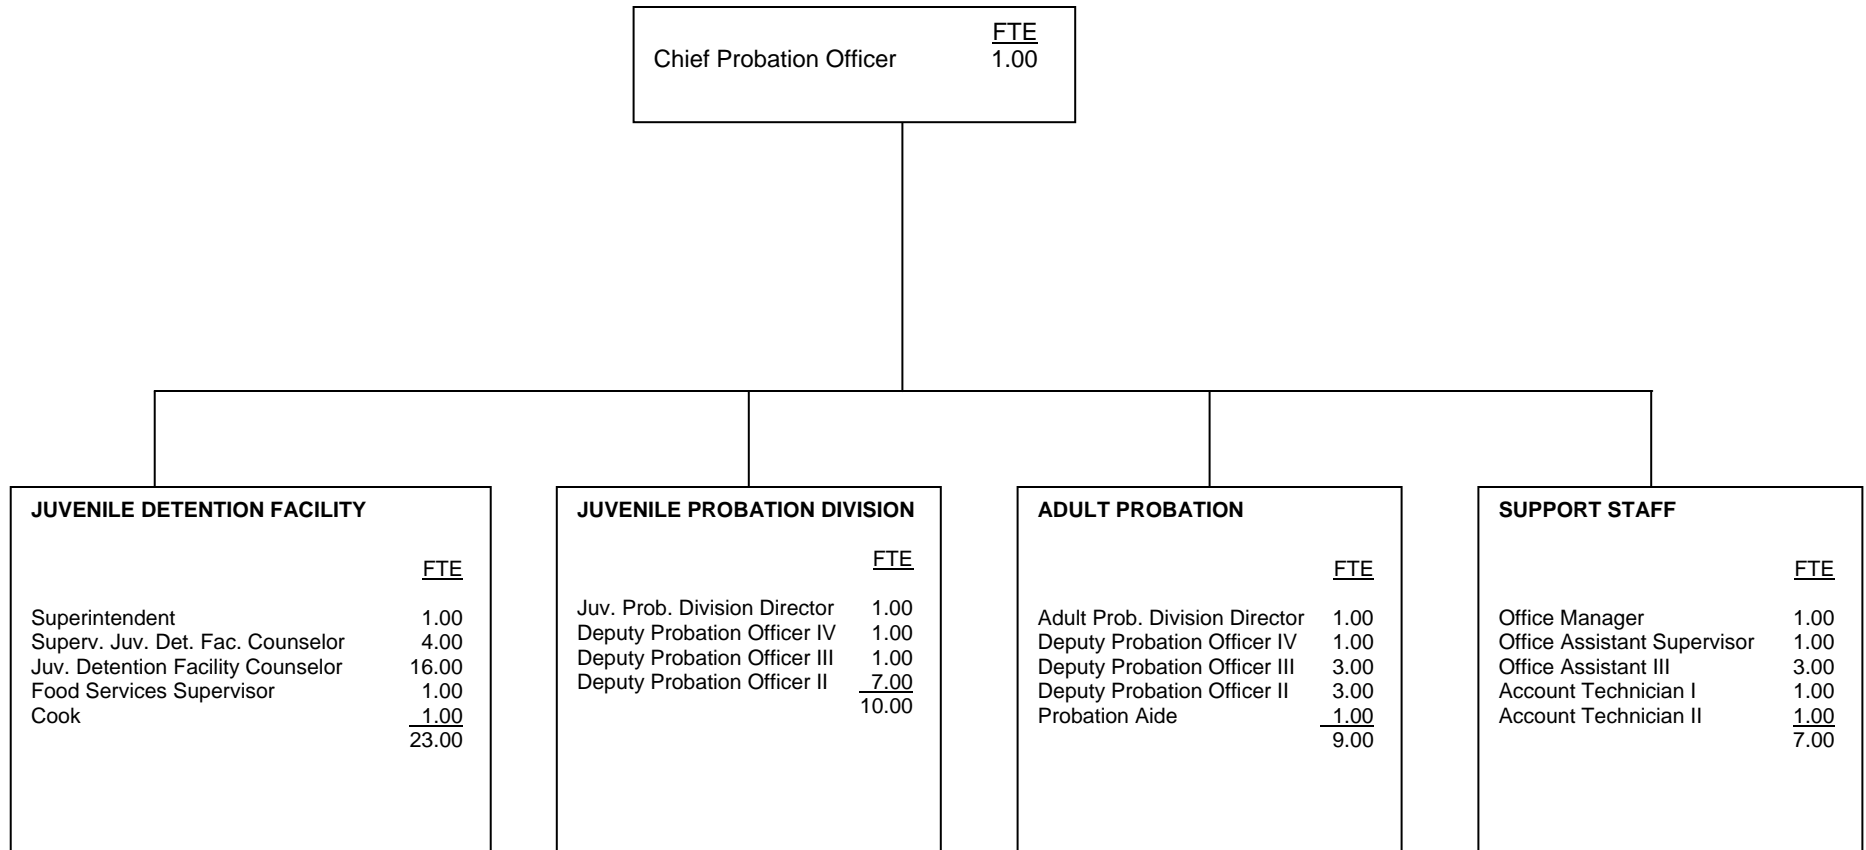 FTE
Chief Probation Officer 1.00
JUVENILE DETENTION FACILITY
FTE
Superintendent 1.00
Superv. Juv. Det. Fac. Counselor 4.00
Juv. Detention Facility Counselor 16.00
Food Services Supervisor 1.00
Cook 1.00
23.00
JUVENILE PROBATION DIVISION
FTE
Juv. Prob. Division Director 1.00
Deputy Probation Officer IV 1.00
Deputy Probation Officer III 1.00
Deputy Probation Officer II 7.00
10.00
ADULT PROBATION
FTE
Adult Prob. Division Director 1.00
Deputy Probation Officer IV 1.00
Deputy Probation Officer III 3.00
Deputy Probation Officer II 3.00
Probation Aide 1.00
9.00
SUPPORT STAFF
FTE
Office Manager 1.00
Office Assistant Supervisor 1.00
Office Assistant III 3.00
Account Technician I 1.00
Account Technician II 1.00
7.00